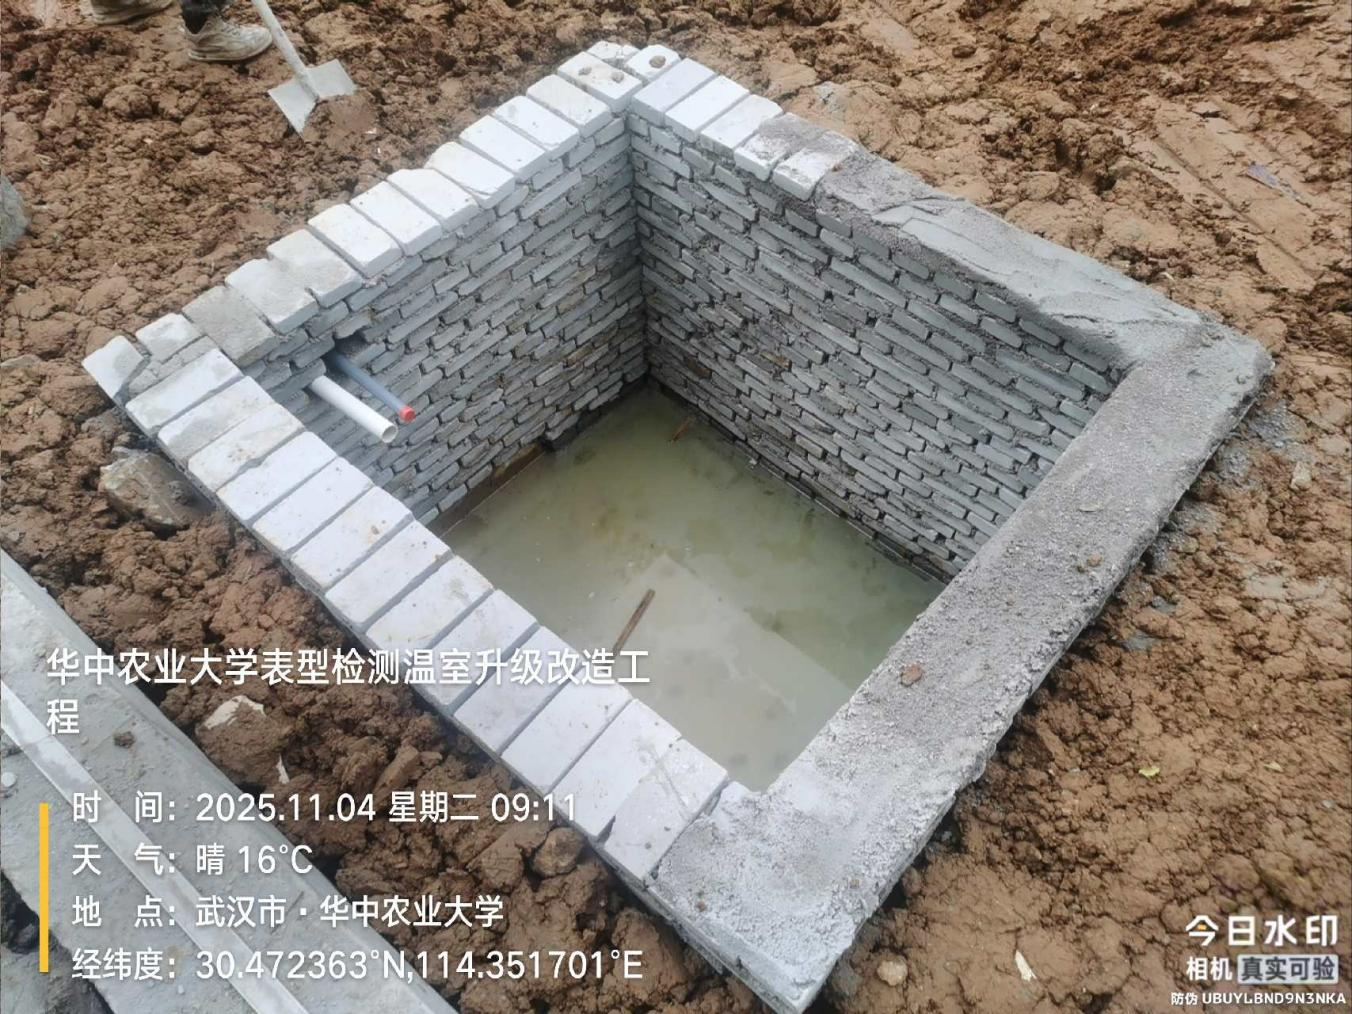 华中农业大学表型检测温室升级改造工
程
时 间：2025.11.04 星期二 09:11
天 气：晴 16℃
地 点：武汉市·华中农业大学
经纬度：30.472363°N,114.351701°E
今日水印
相机 真实可验
防伪 UBUYLBND9N3NKA